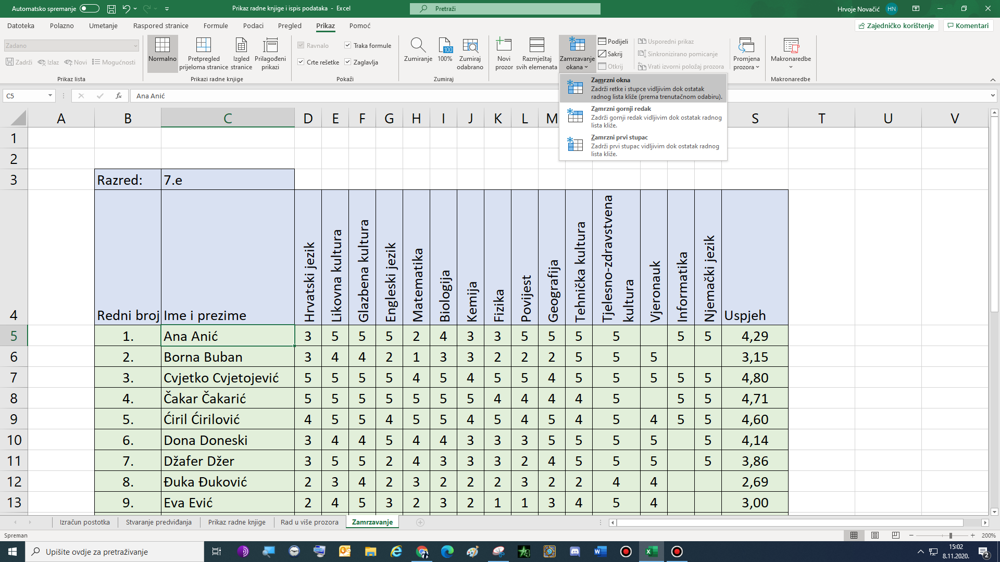 Automatsko spremanje
Prikaz radne knjige i ispis podataka - Excel
Pretraži
Hrvoje Novačić HN
Datoteka Polazno Umetanje Raspored stranice Formule Podaci Pregled Prikaz Pomoć
Zajedničko korištenje Komentari
Zadano
Zadrži Izlaz Novi Mogućnosti
Prikaz lista
Normalno
Pretpregled
prijeloma stranice
Izgled
stranice
Prilagođeni
prikazi
Prikazi radne knjige
Ravnalo Traka formule
Crte rešetke Zaglavlja
Pokaži
Zumiranje
100
100%
Zumiraj
odabrano
Zumiraj
Novi
prozor
Razmještaj
svih elemenata
Zamrzavanje
okana
Podijeli
Sakrij
Otkrij
Usporedni prikaz
Sinkronizirano pomicanje
Vrati izvorni položaj prozora
Promjena
prozora
Makronaredbe
Makronaredbe
Zamrzni okna
Zadrži retke i stupce vidljivim dok ostatak
radnog lista kliže (prema trenutačnom odabiru).
Zamrzni gornji redak
Zadrži gornji redak vidljivim dok ostatak radnog
lista kliže.
Zamrzni prvi stupac
Zadrži prvi stupac vidljivim dok ostatak radnog
lista kliže.
C5 fx Ana Anić
A B C D E F G H I J K L M S T U V
1
2
3 Razred: 7.e
4 Redni broj Ime i prezime Hrvatski jezik Likovna kultura Glazbena kultura Engleski jezik Matematika Biologija Kemija Fizika Povijest Geografija Tehnička kultura Tjelesno-zdravstvena kultura Vjeronauk Informatika Njemački jezik Uspjeh
5 1. Ana Anić 3 5 5 5 2 4 3 3 5 5 5 5 5 5 4,29
6 2. Borna Buban 3 4 4 2 1 3 3 2 2 2 5 5 5 3,15
7 3. Cvjetko Cvjetojević 5 5 5 5 4 5 4 5 5 4 5 5 5 5 5 4,80
8 4. Čakar Čakarić 5 5 5 5 5 5 5 4 4 4 4 5 5 5 4,71
9 5. Ćiril Ćirilović 4 5 5 4 5 5 4 5 4 5 4 5 4 5 5 4,60
10 6. Dona Doneski 3 4 4 5 4 4 3 3 3 5 5 5 5 5 4,14
11 7. Džafer Džer 3 5 5 2 4 3 3 3 2 4 5 5 5 5 3,86
12 8. Đuka Đuković 2 3 4 2 3 2 2 2 3 2 2 4 4 2,69
13 9. Eva Ević 2 4 5 3 2 3 2 1 1 3 4 5 4 3,00
Izračun postotka Stvaranje predviđanja Prikaz radne knjige Rad u više prozora Zamrzavanje
Spreman
200%
Upišite ovdje za pretraživanje
15:02
8.11.2020.
2